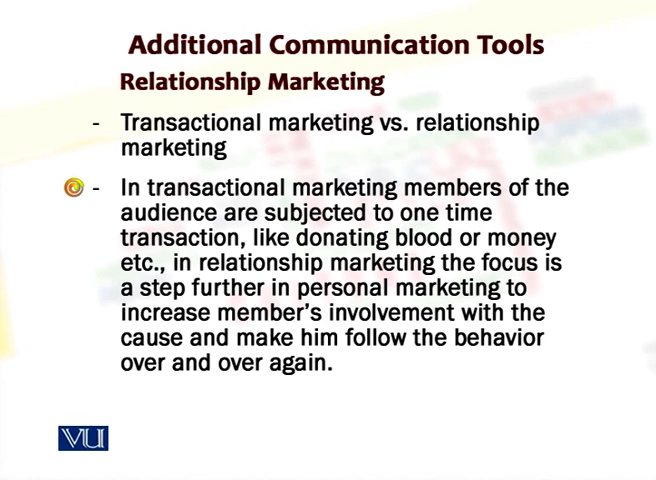 Additional Communication Tools
Relationship Marketing
- Transactional marketing vs. relationship
marketing
- In transactional marketing members of the
audience are subjected to one time
transaction, like donating blood or money
etc., in relationship marketing the focus is
a step further in personal marketing to
increase member's involvement with the
cause and make him follow the behavior
over and over again.
VU